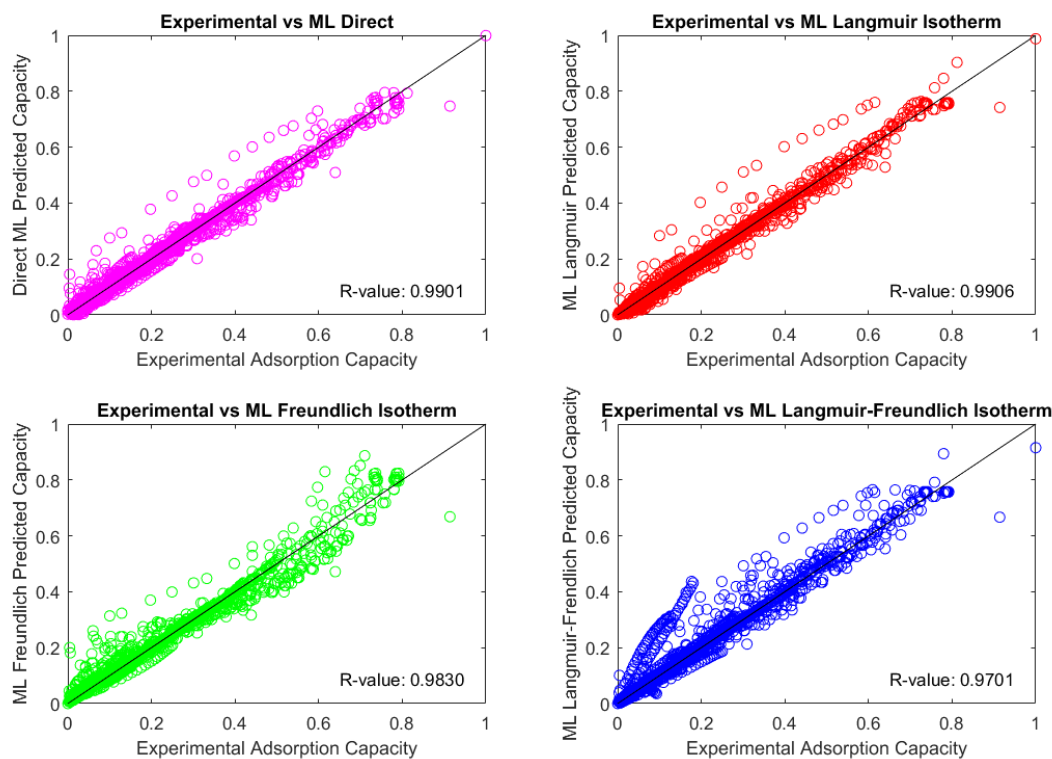 Experimental vs ML Direct
Direct ML Predicted Capacity
1
0.8
0.6
0.4
0.2
0
R-value: 0.9901
0 0.2 0.4 0.6 0.8 1
Experimental Adsorption Capacity
Experimental vs ML Langmuir Isotherm
ML Langmuir Predicted Capacity
1
0.8
0.6
0.4
0.2
0
R-value: 0.9906
0 0.2 0.4 0.6 0.8 1
Experimental Adsorption Capacity
Experimental vs ML Freundlich Isotherm
ML Freundlich Predicted Capacity
1
0.8
0.6
0.4
0.2
0
R-value: 0.9830
0 0.2 0.4 0.6 0.8 1
Experimental Adsorption Capacity
Experimental vs ML Langmuir-Freundlich Isotherm
ML Langmuir-Frendlich Predicted Capacity
1
0.8
0.6
0.4
0.2
0
R-value: 0.9701
0 0.2 0.4 0.6 0.8 1
Experimental Adsorption Capacity